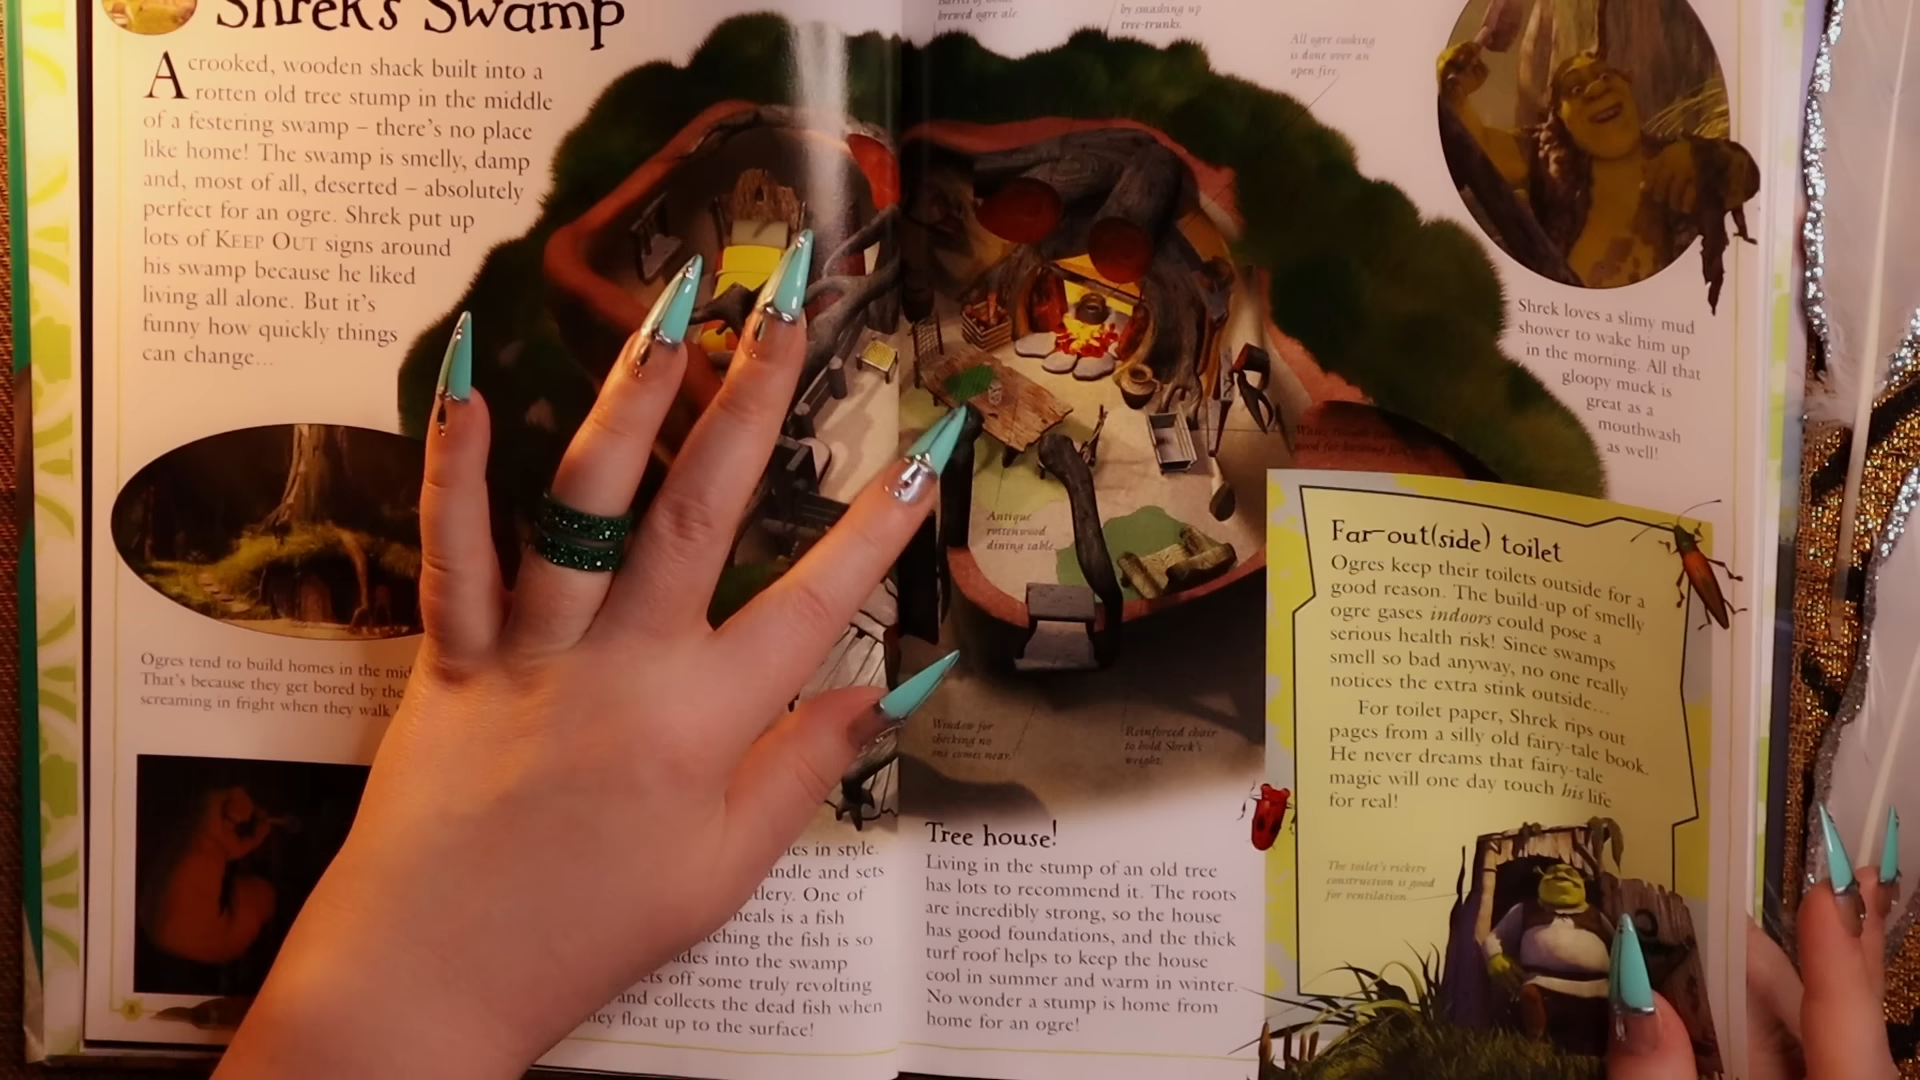 Shrek's Swamp
A crooked, wooden shack built into a
rotten old tree stump in the middle
of a festering swamp – there's no place
like home! The swamp is smelly, damp
and, most of all, deserted – absolutely
perfect for an ogre. Shrek put up
lots of KEEP OUT signs around
his swamp because he liked
living all alone. But it's
funny how quickly things
can change...
Ogres tend to build homes in the
That's because they get bored by the
screaming in fright when they walk
in style.
and sets
One of
is a fish
the fish is so
into the swamp
off some truly revolting
and collects the dead fish when
float up to the surface!
brewed ogre ale
by smashing up
tree-trunks.
All ogre cooking
is done over an
open fire
Antique
rottenwood
dining table
Window for
checking no
one comes near
Reinforced chair
to hold Shrek's
weight.
Tree house!
Living in the stump of an old tree
has lots to recommend it. The roots
are incredibly strong, so the house
has good foundations, and the thick
turf roof helps to keep the house
cool in summer and warm in winter.
No wonder a stump is home from
home for an ogre!
Shrek loves a slimy mud
shower to wake him up
in the morning. All that
gloopy muck is
great as a
mouthwash
as well!
Far-out(side) toilet
Ogres keep their toilets outside for a
good reason. The build-up of smelly
ogre gases indoors could pose a
serious health risk! Since swamps
smell so bad anyway, no one really
notices the extra stink outside...
For toilet paper, Shrek rips out
pages from a silly old fairy-tale book.
He never dreams that fairy-tale
magic will one day touch his life
for real!
The toilet's rickety
construction is good
for ventilation
8